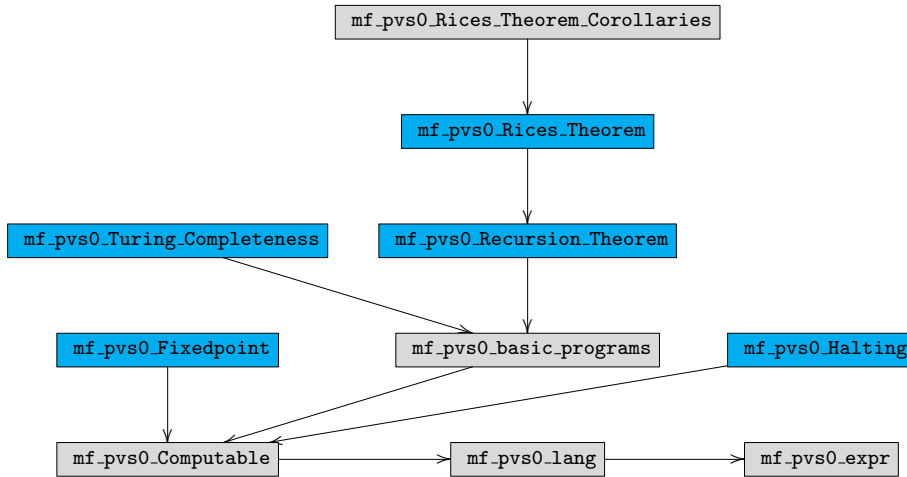 mf_pvs0_Rices_Theorem_Corollaries
mf_pvs0_Rices_Theorem
mf_pvs0_Turing_Completeness
mf_pvs0_Recursion_Theorem
mf_pvs0_Fixedpoint
mf_pvs0_basic_programs
mf_pvs0_Halting
mf_pvs0_Computable
mf_pvs0_lang
mf_pvs0_expr